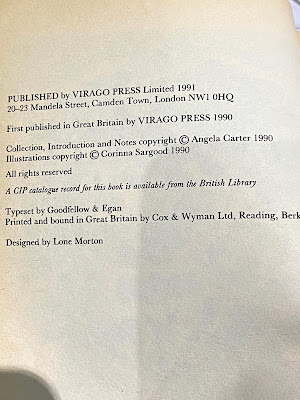 PUBLISHED by VIRAGO PRESS Limited 1991
20–23 Mandela Street, Camden Town, London NW1 0HQ
First published in Great Britain by VIRAGO PRESS 1990
Collection, Introduction and Notes copyright © Angela Carter 1990
Illustrations copyright © Corinna Sargood 1990
All rights reserved
A CIP catalogue record for this book is available from the British Library
Typeset by Goodfellow & Egan
Printed and bound in Great Britain by Cox & Wyman Ltd, Reading, Berk
Designed by Lone Morton